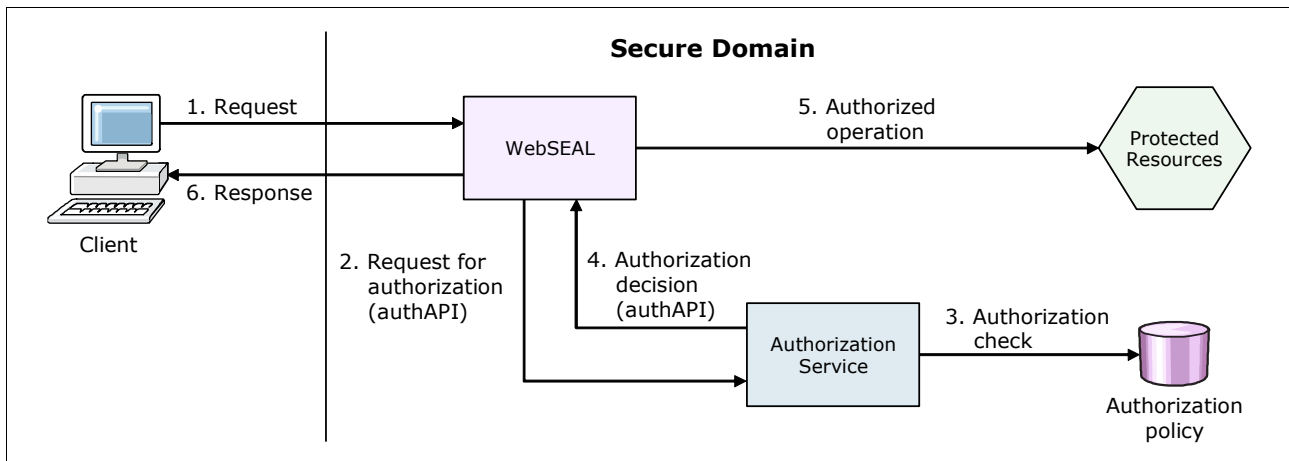 Secure Domain
1. Request
6. Response
Client
WebSEAL
5. Authorized
operation
Protected
Resources
2. Request for
authorization
(authAPI)
4. Authorization
decision
(authAPI)
Authorization
Service
3. Authorization
check
Authorization
policy